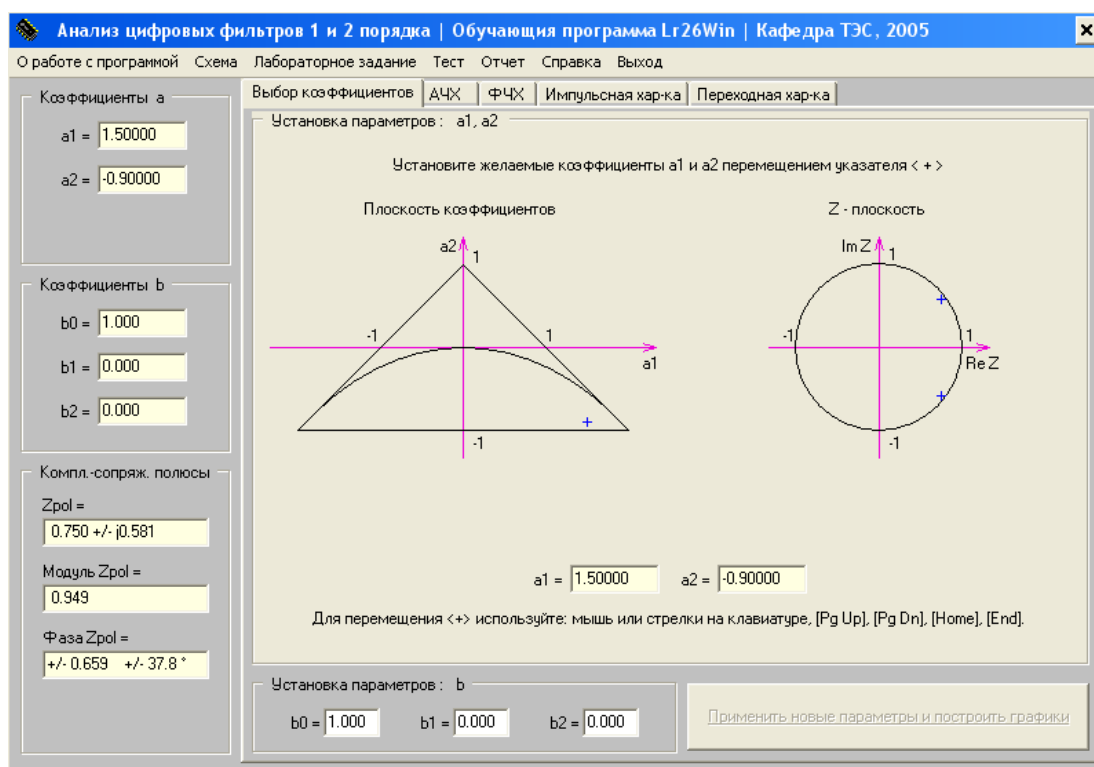 Анализ цифровых фильтров 1 и 2 порядка | Обучающия программа Lr26Win | Кафедра ТЭС, 2005
О работе с программой Схема Лабораторное задание Тест Отчет Справка Выход
Коэффициенты a
a1 = 1.50000
a2 = -0.90000
Коэффициенты b
b0 = 1.000
b1 = 0.000
b2 = 0.000
Компл.-сопряж. полюсы
Zpol =
0.750 +/- j0.581
Модуль Zpol =
0.949
Фаза Zpol =
+/- 0.659 +/- 37.8 °
Выбор коэффициентов АЧХ ФЧХ Импульсная хар-ка Переходная хар-ка
Установка параметров : a1, a2
Установите желаемые коэффициенты a1 и a2 перемещением указателя < + >
Плоскость коэффициентов
a2
1
-1
1
a1
-1
Z - плоскость
Im Z
1
-1
1
Re Z
-1
a1 = 1.50000 a2 = -0.90000
Для перемещения <+> используйте: мышь или стрелки на клавиатуре, [Pg Up], [Pg Dn], [Home], [End].
Установка параметров : b
b0 = 1.000 b1 = 0.000 b2 = 0.000
Применить новые параметры и построить графики